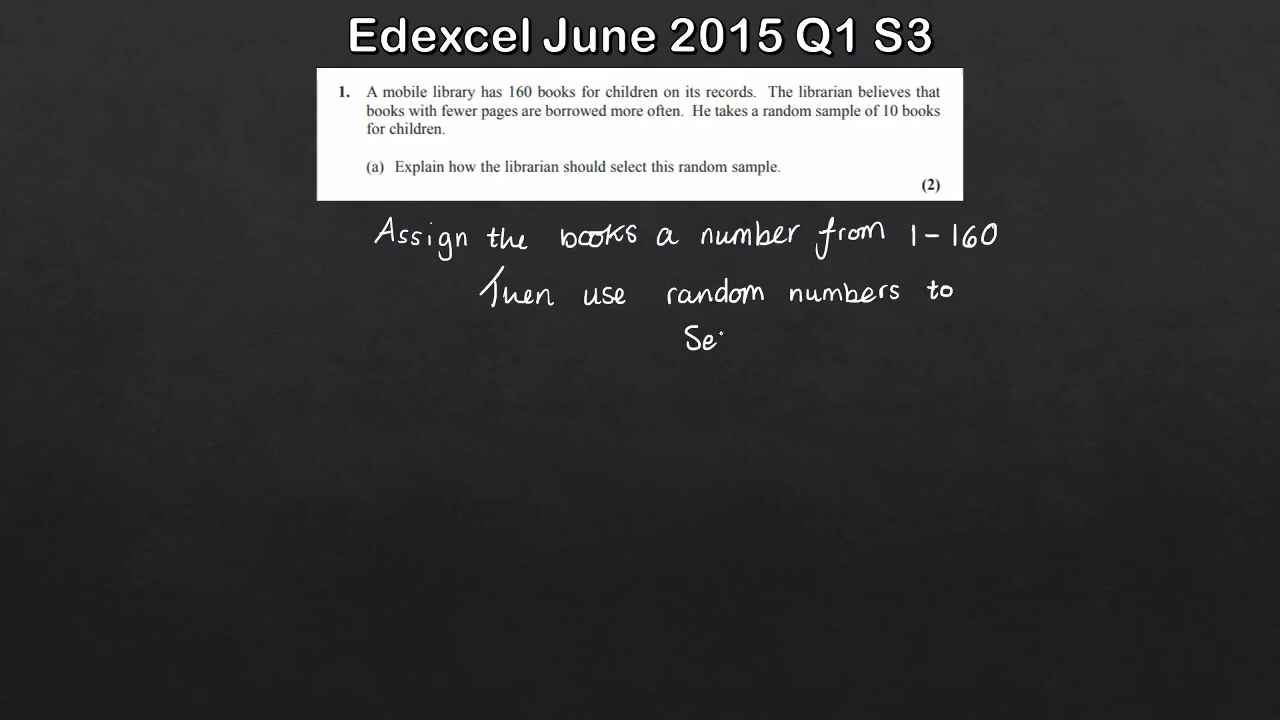 Edexcel June 2015 Q1 S3
1. A mobile library has 160 books for children on its records. The librarian believes that
books with fewer pages are borrowed more often. He takes a random sample of 10 books
for children.
(a) Explain how the librarian should select this random sample.
(2)
Assign the books a number from 1-160
Then use random numbers to
Se